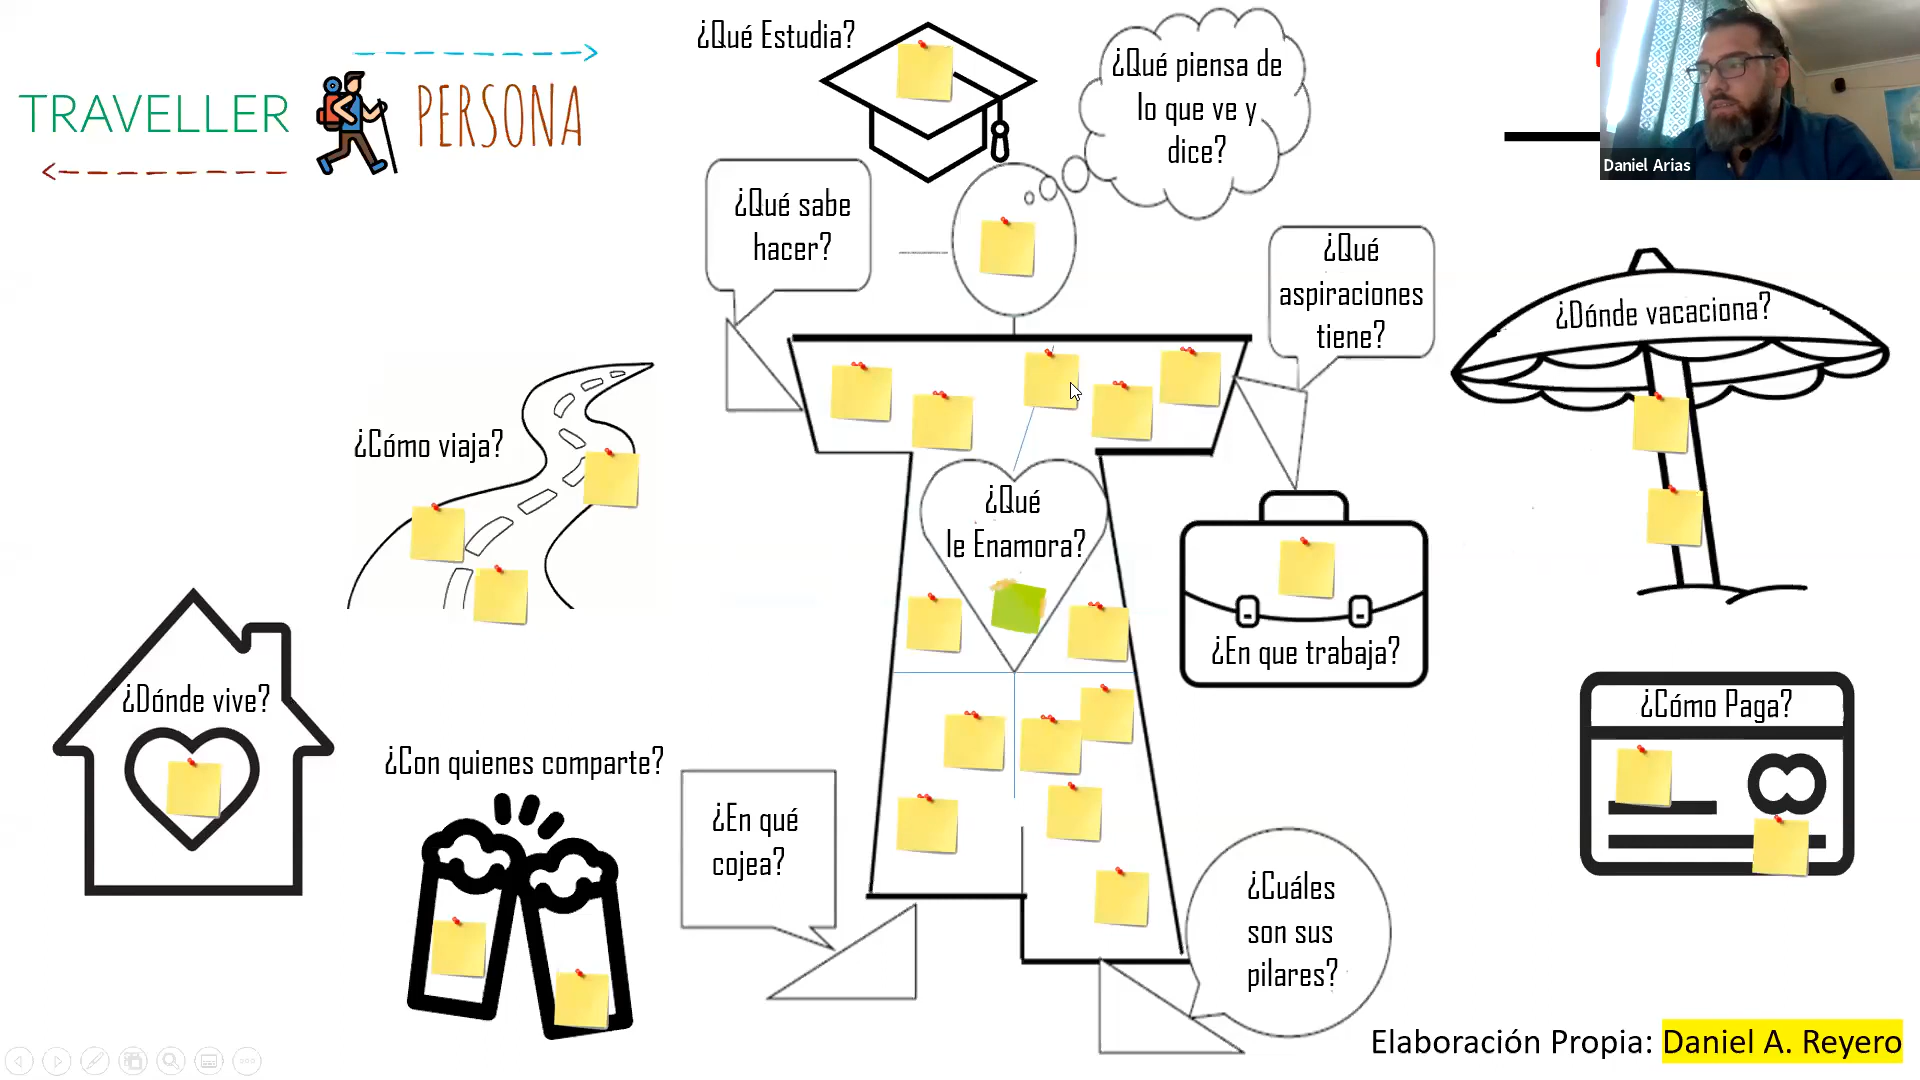 TRAVELLER PERSONA
¿Qué Estudia?
¿Qué piensa de
lo que ve y
dice?
Daniel Arias
¿Qué sabe
hacer?
¿Qué
aspiraciones
tiene?
¿Dónde vacaciona?
¿Cómo viaja?
¿Qué
le Enamora?
¿En que trabaja?
¿Dónde vive?
¿Cómo Paga?
¿Con quienes comparte?
¿En qué
cojea?
¿Cuáles
son sus
pilares?
Elaboración Propia: Daniel A. Reyero